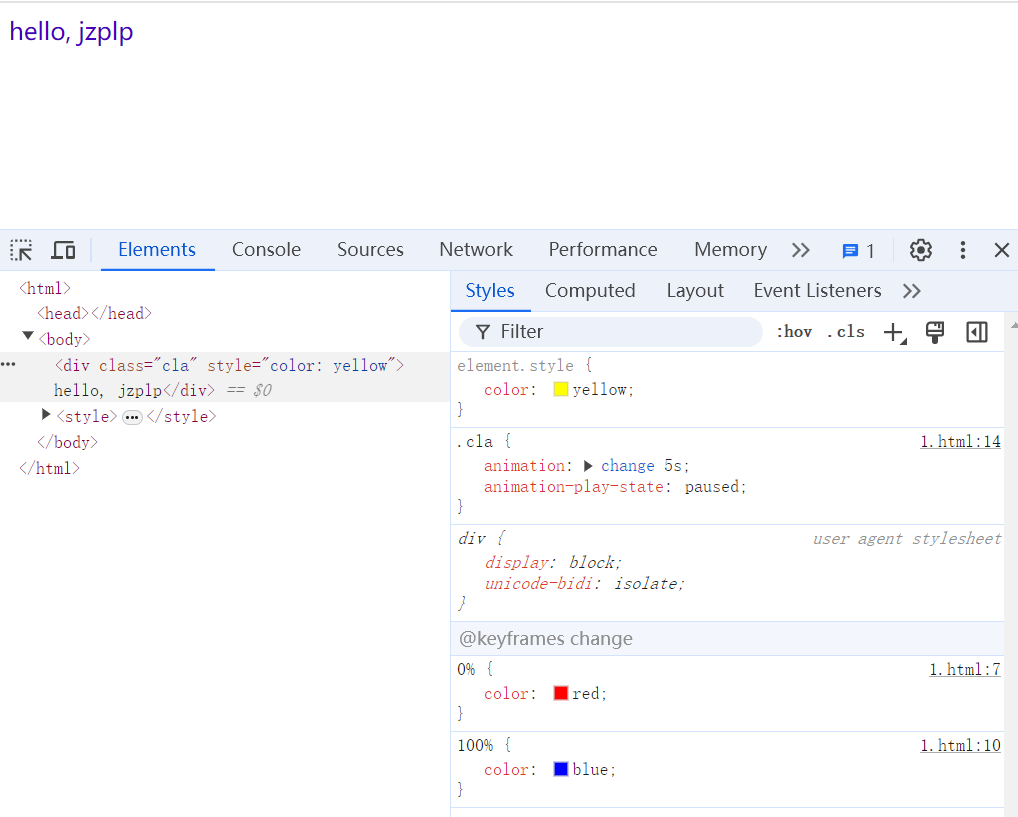 hello, jzplp
Elements Console Sources Network Performance Memory 1
<html>
<head></head>
<body>
<div class="cla" style="color: yellow">
hello, jzplp</div> == $0
<style> ••• </style>
</body>
</html>
Styles Computed Layout Event Listeners
Filter :hov .cls
element.style {
color: yellow;
}
.cla { 1.html:14
animation: change 5s;
animation-play-state: paused;
}
div { user agent stylesheet
display: block;
unicode-bidi: isolate;
}
@keyframes change
0% { 1.html:7
color: red;
}
100% { 1.html:10
color: blue;
}